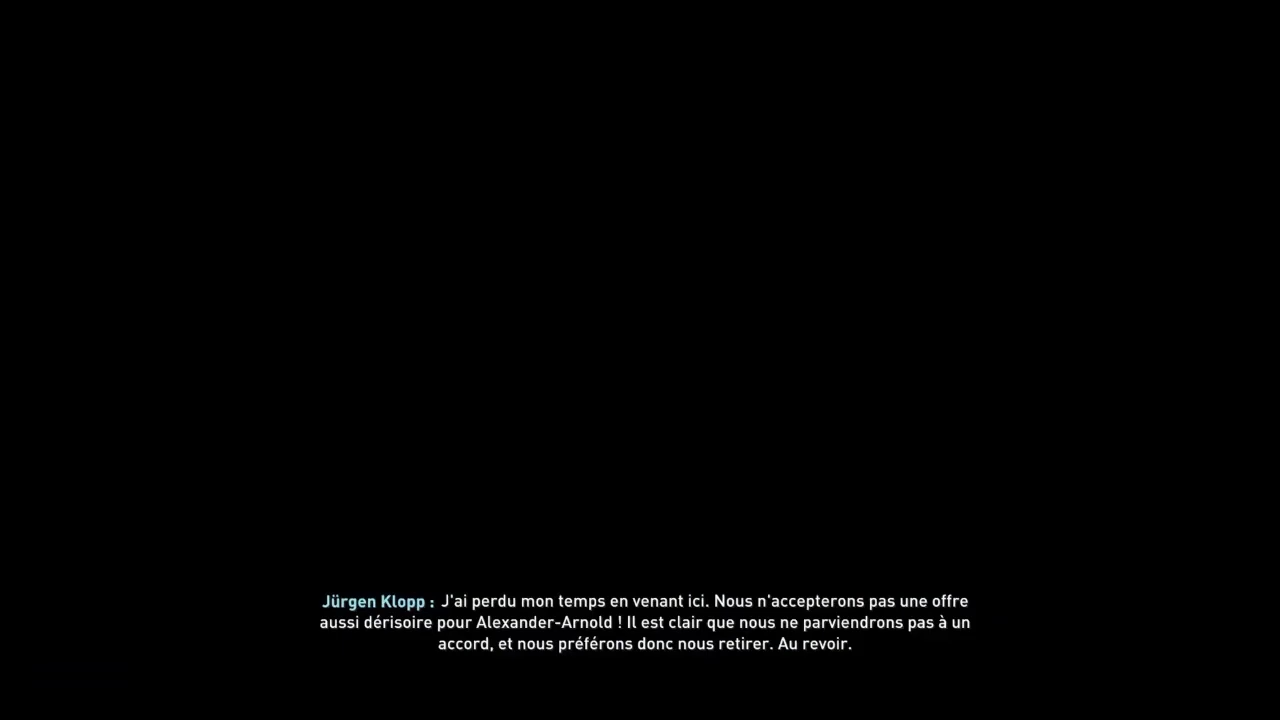 Jürgen Klopp : J'ai perdu mon temps en venant ici. Nous n'accepterons pas une offre
aussi dérisoire pour Alexander-Arnold ! Il est clair que nous ne parviendrons pas à un
accord, et nous préférons donc nous retirer. Au revoir.